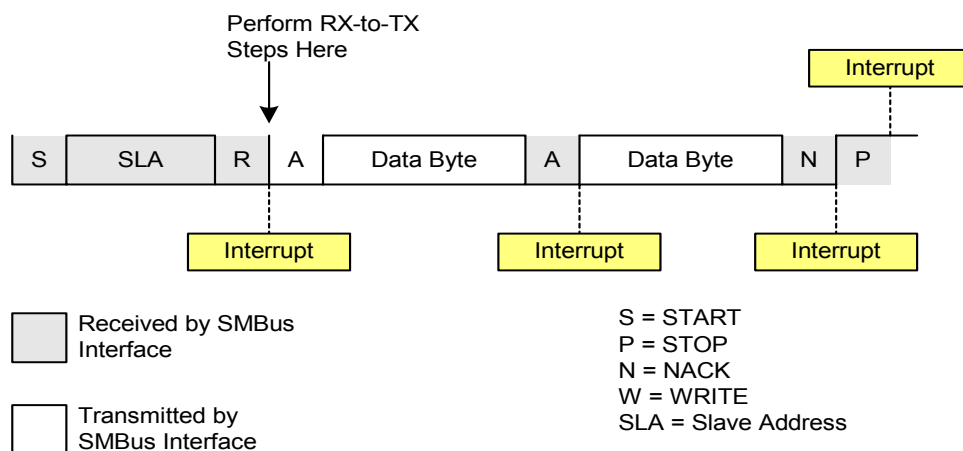 Perform RX-to-TX
Steps Here
Interrupt
S SLA R A Data Byte A Data Byte N P
Interrupt Interrupt Interrupt
Received by SMBus
Interface
Transmitted by
SMBus Interface
S = START
P = STOP
N = NACK
W = WRITE
SLA = Slave Address